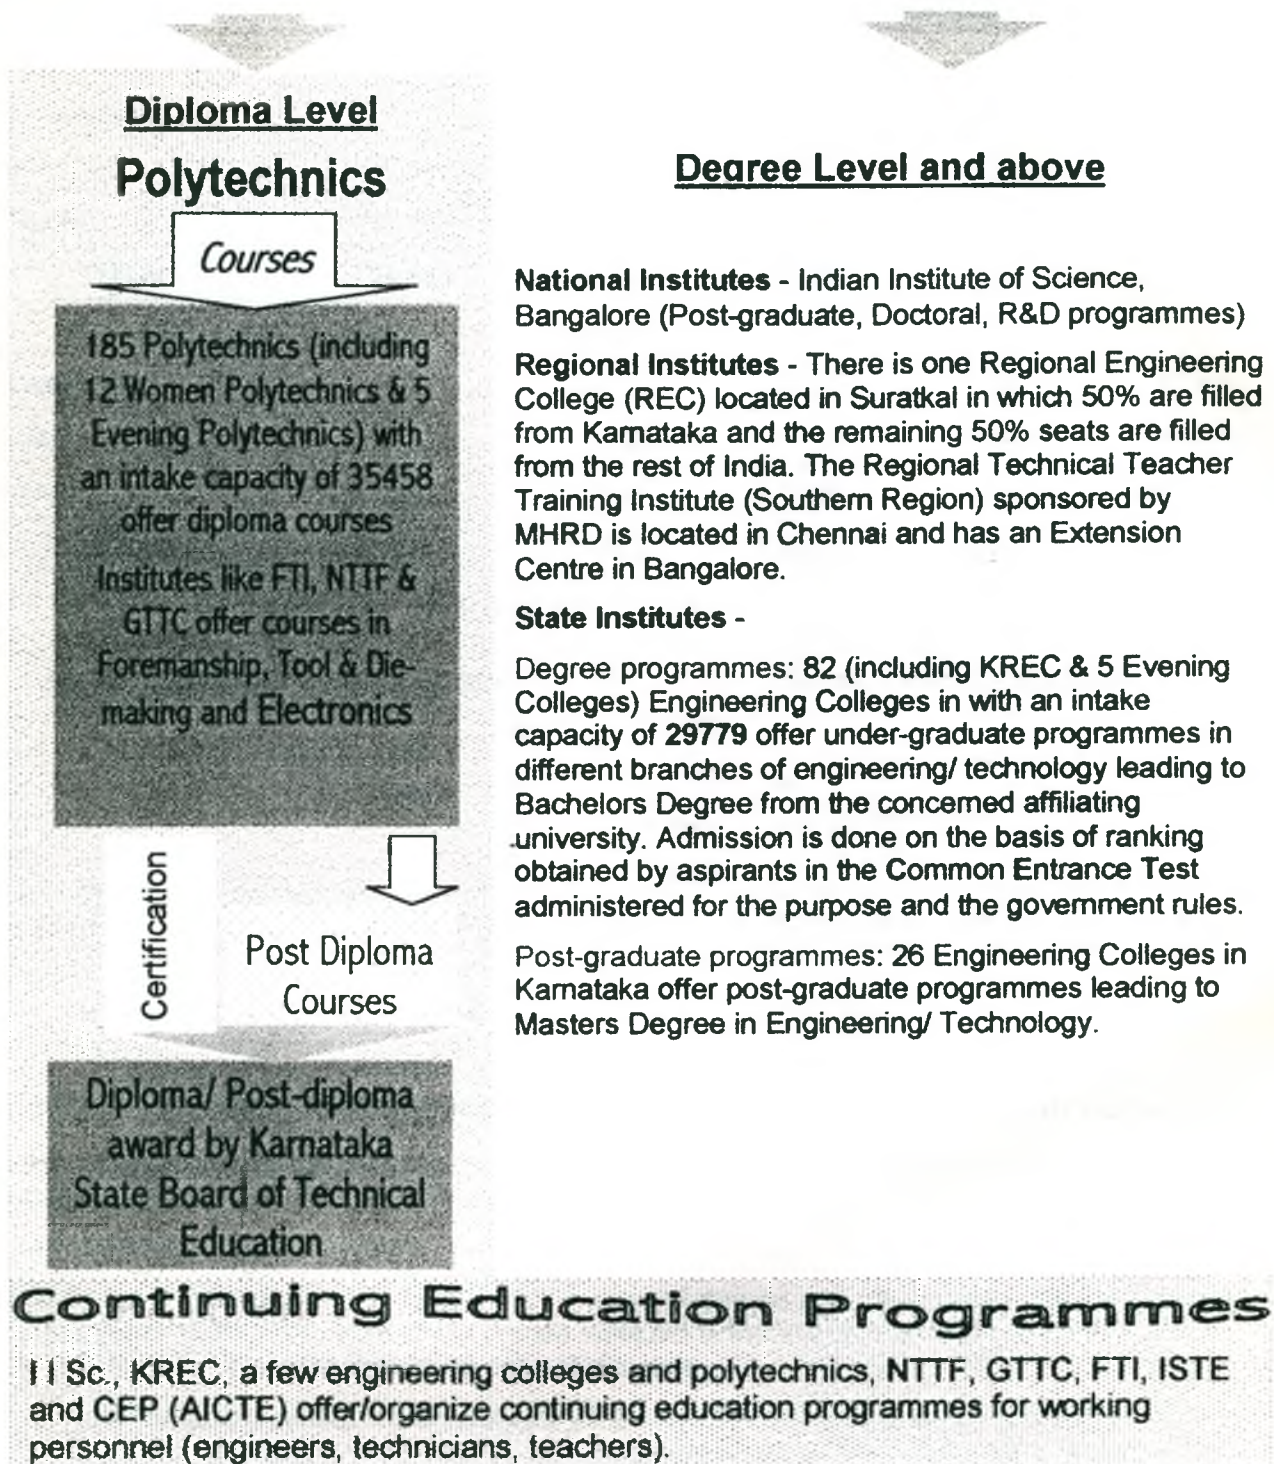 Diploma Level
Polytechnics
Courses
185 Polytechnics (including
12 Women Polytechnics & 5
Evening Polytechnics) with
an intake capacity of 35458
offer diploma courses
Institutes like FTI, NTTF &
GTTC offer courses in
Foremanship, Tool & Die-
making and Electronics
Certification
Post Diploma
Courses
Diploma/ Post-diploma
award by Karnataka
State Board of Technical
Education
Degree Level and above
National Institutes - Indian Institute of Science,
Bangalore (Post-graduate, Doctoral, R&D programmes)
Regional Institutes - There is one Regional Engineering
College (REC) located in Suratkal in which 50% are filled
from Karnataka and the remaining 50% seats are filled
from the rest of India. The Regional Technical Teacher
Training Institute (Southern Region) sponsored by
MHRD is located in Chennai and has an Extension
Centre in Bangalore.
State Institutes -
Degree programmes: 82 (including KREC & 5 Evening
Colleges) Engineering Colleges in with an intake
capacity of 29779 offer under-graduate programmes in
different branches of engineering/ technology leading to
Bachelors Degree from the concerned affiliating
university. Admission is done on the basis of ranking
obtained by aspirants in the Common Entrance Test
administered for the purpose and the government rules.
Post-graduate programmes: 26 Engineering Colleges in
Karnataka offer post-graduate programmes leading to
Masters Degree in Engineering/ Technology.
Continuing Education Programmes
I I Sc., KREC, a few engineering colleges and polytechnics, NTTF, GTTC, FTI, ISTE
and CEP (AICTE) offer/organize continuing education programmes for working
personnel (engineers, technicians, teachers).